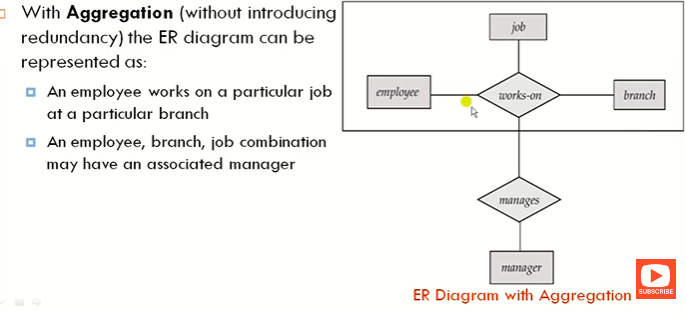 With Aggregation (without introducing
redundancy) the ER diagram can be
represented as:
An employee works on a particular job
at a particular branch
An employee, branch, job combination
may have an associated manager
job
employee
works-on
branch
manages
manager
ER Diagram with Aggregation
SUBSCRIBE